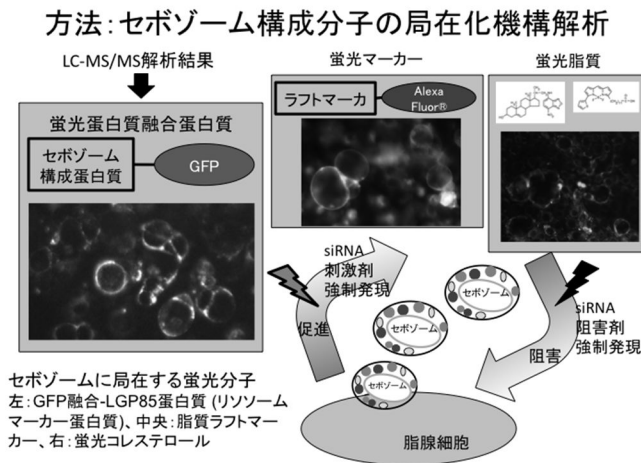 方法：セボゾーム構成分子の局在化機構解析
LC-MS/MS解析結果
蛍光マーカー
蛍光脂質
蛍光蛋白質融合蛋白質
セボゾーム
構成蛋白質
GFP
ラフトマーカ
Alexa
Fluor®
siRNA
刺激剤
強制発現
促進
セボゾーム
セボゾーム
セボゾーム
siRNA
阻害剤
強制発現
阻害
脂腺細胞
セボゾームに局在する蛍光分子
左：GFP融合-LGP85蛋白質 (リソソーム
マーカー蛋白質)、中央：脂質ラフトマー
カー、右：蛍光コレステロール